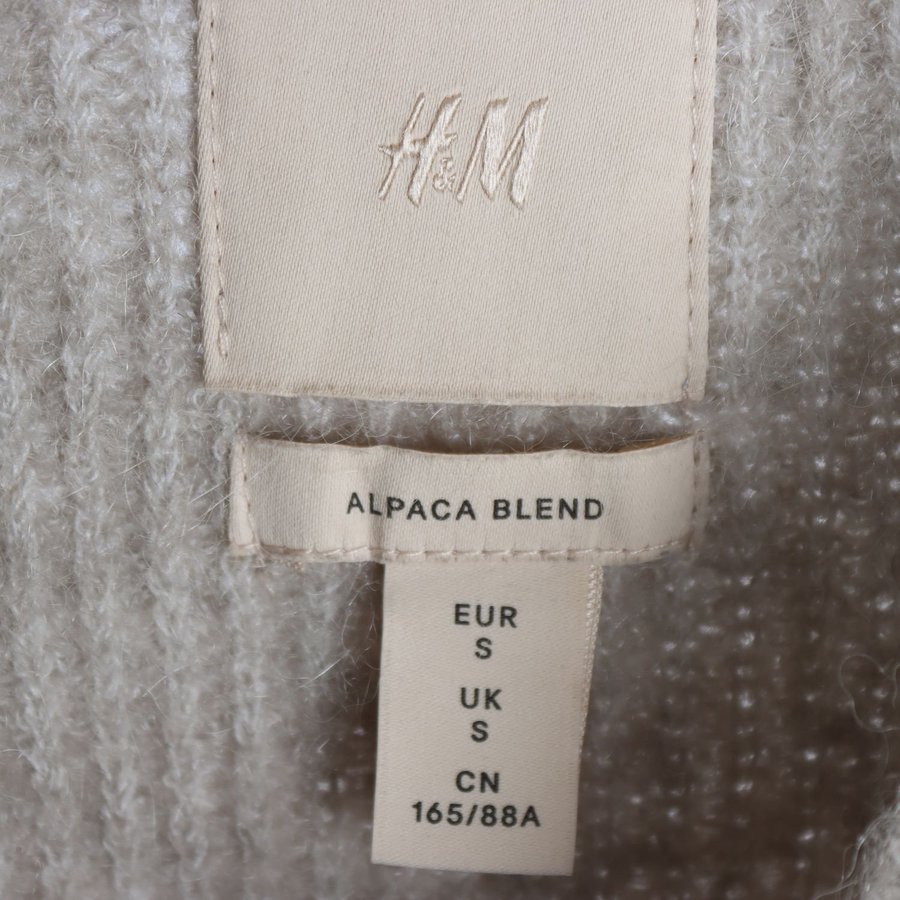 H&M
ALPACA BLEND
EUR
S
UK
S
CN
165/88A